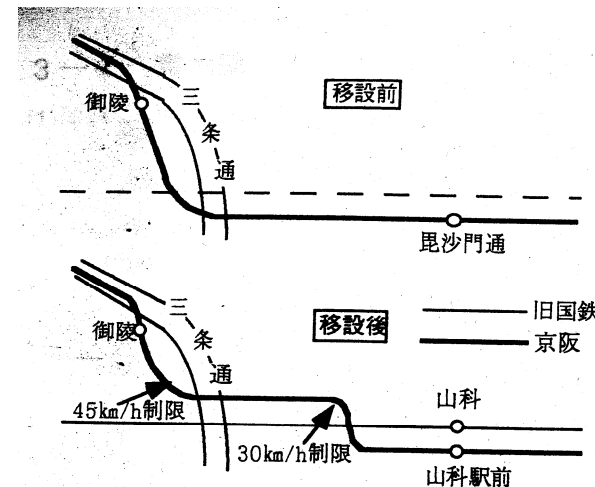 移設前
御陵
三条通
毘沙門通
移設後
旧国鉄
京阪
御陵
三条通
45km/h制限
30km/h制限
山科
山科駅前